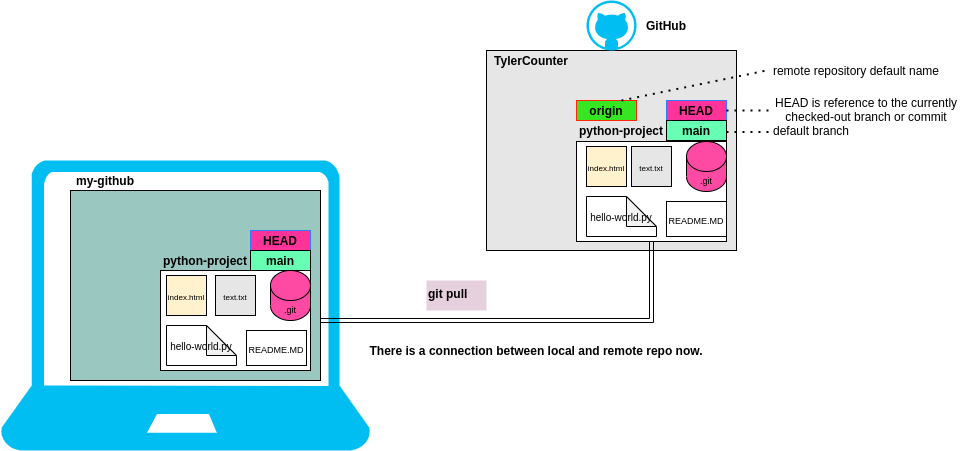 GitHub
TylerCounter
remote repository default name
origin
HEAD
HEAD is reference to the currently
checked-out branch or commit
python-project
main
default branch
index.html
text.txt
.git
hello-world.py
README.MD
my-github
HEAD
python-project
main
index.html
text.txt
.git
hello-world.py
README.MD
git pull
There is a connection between local and remote repo now.